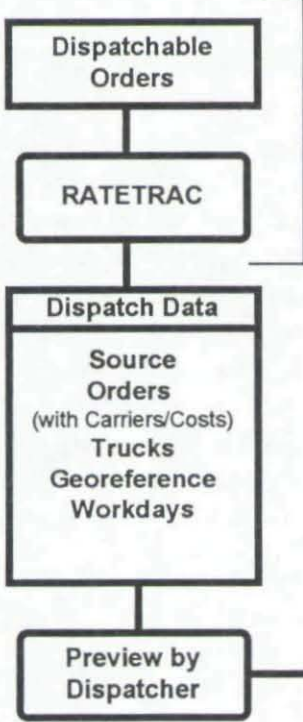 Dispatchable
Orders
RATETRAC
Dispatch Data
Source
Orders
(with Carriers/Costs)
Trucks
Georeference
Workdays
Preview by
Dispatcher